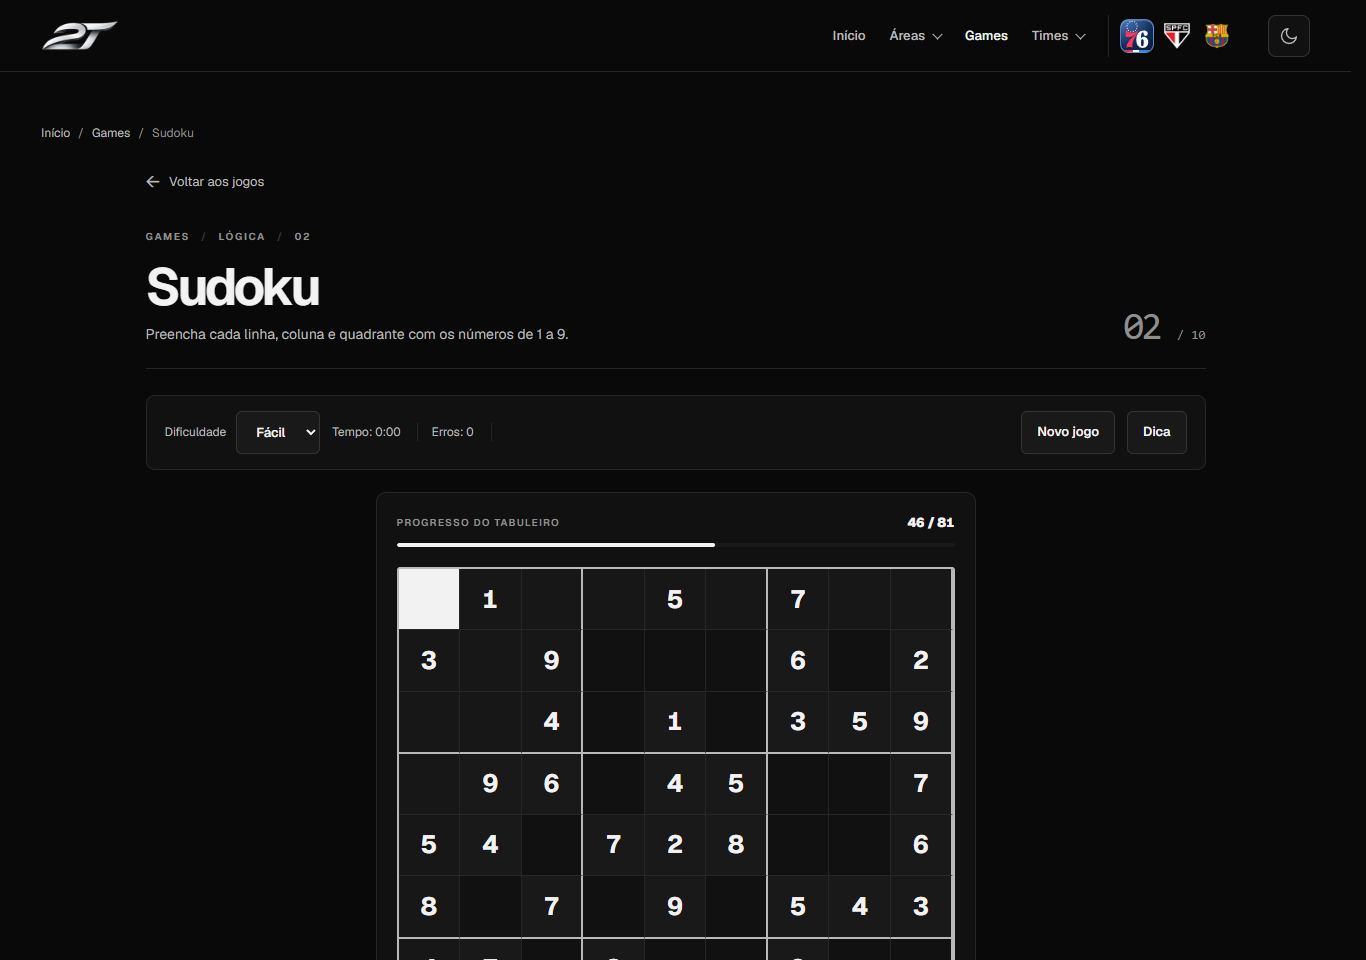 2T
Início Áreas Games Times 76 SPFC
Início / Games / Sudoku
Voltar aos jogos
GAMES / LÓGICA / 02
Sudoku
Preencha cada linha, coluna e quadrante com os números de 1 a 9.
02 / 10
Dificuldade Fácil Tempo: 0:00 Erros: 0 Novo jogo Dica
PROGRESSO DO TABULEIRO 46 / 81
1 5 7
3 9 6 2
4 1 3 5 9
9 6 4 5 7
5 4 7 2 8 6
8 7 9 5 4 3